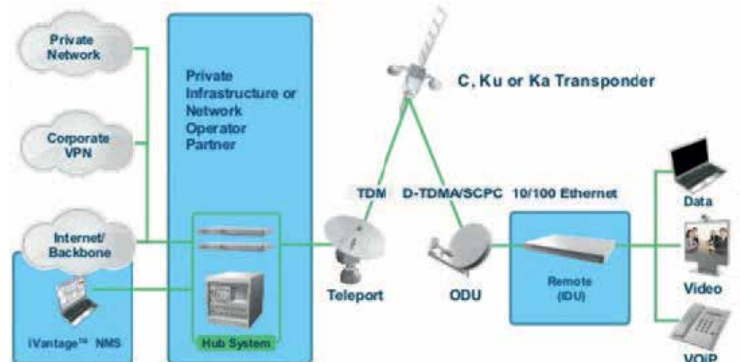 Private
Network
Corporate
VPN
Internet/
Backbone
iVantage™ NMS
Private
Infrastructure or
Network
Operator
Partner
Hub System
C, Ku or Ka Transponder
TDM D-TDMA/SCPC 10/100 Ethernet
Teleport
ODU
Remote
(IDU)
Data
Video
VOiP